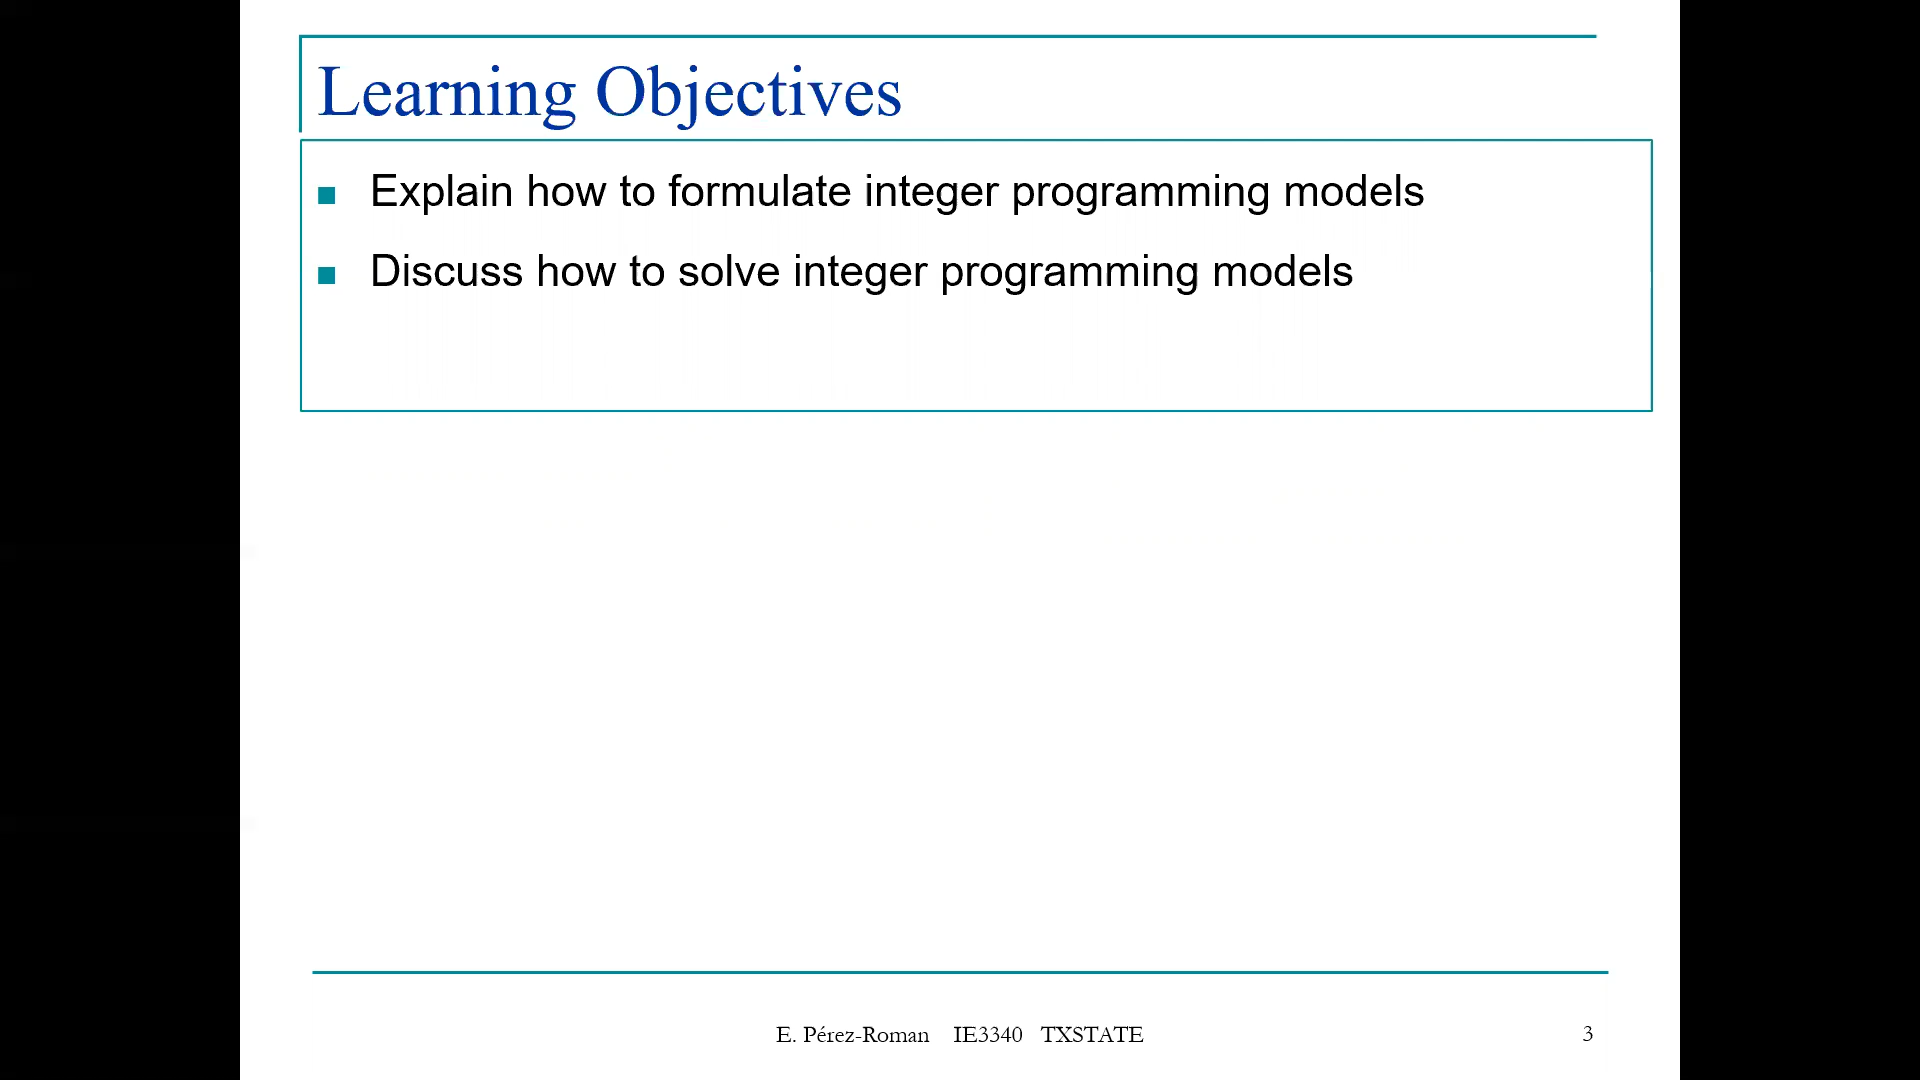 Learning Objectives
Explain how to formulate integer programming models
Discuss how to solve integer programming models
E. Pérez-Roman IE3340 TXSTATE
3